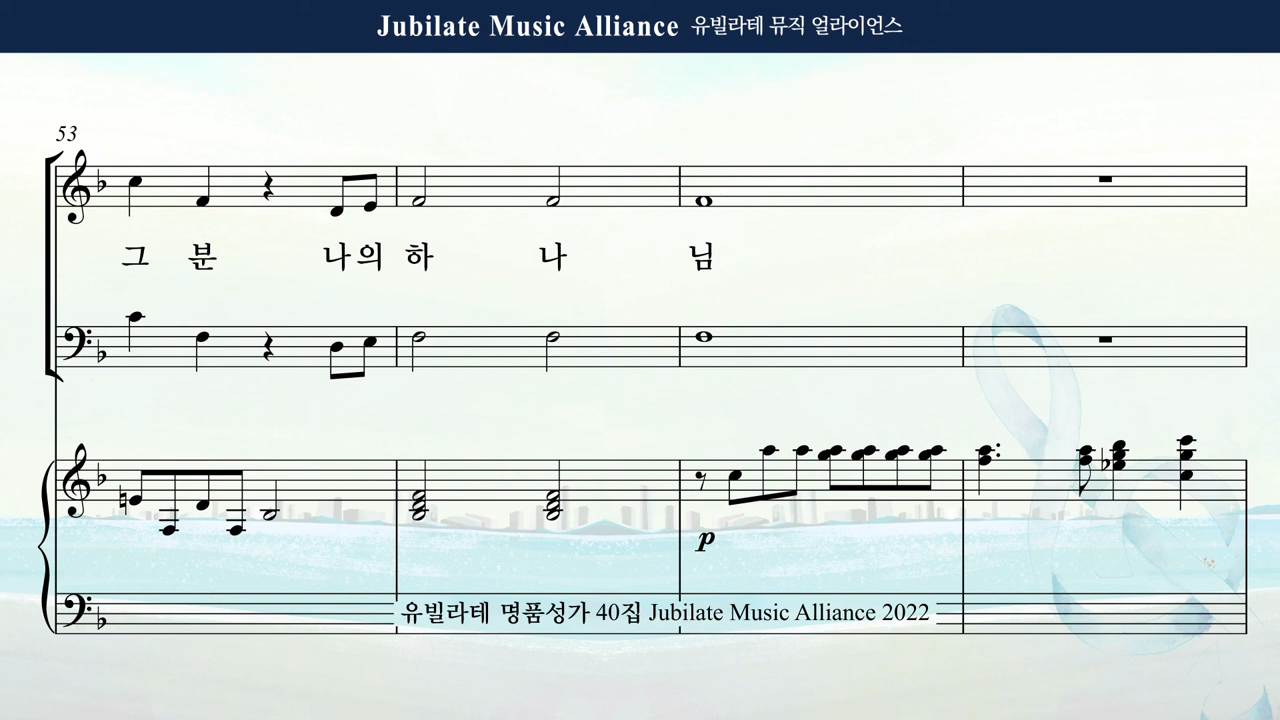 Jubilate Music Alliance 유빌라테 뮤직 얼라이언스
53
그 분 나의 하 나 님
p
유빌라테 명품성가 40집 Jubilate Music Alliance 2022